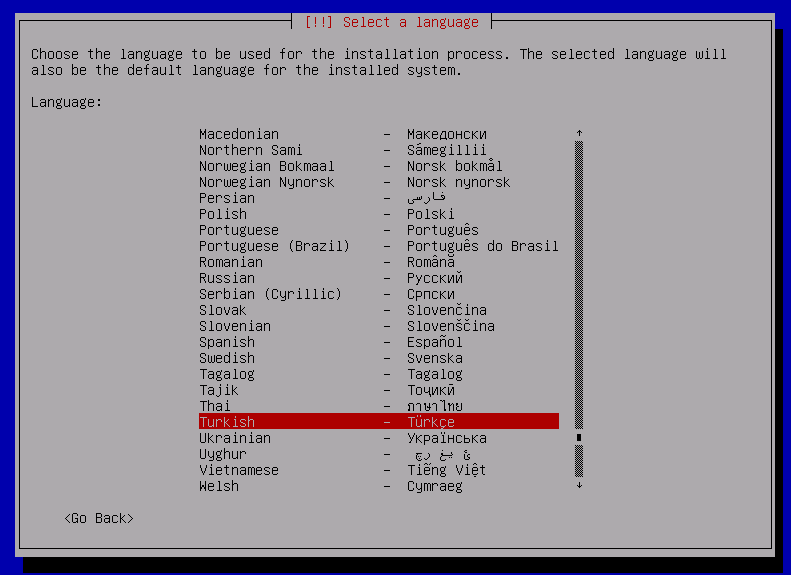 [!!] Select a language
Choose the language to be used for the installation process. The selected language will
also be the default language for the installed system.
Language:
Macedonian - Македонски
Northern Sami - Sámegillii
Norwegian Bokmaal - Norsk bokmål
Norwegian Nynorsk - Norsk nynorsk
Persian - فارسی
Polish - Polski
Portuguese - Português
Portuguese (Brazil) - Português do Brasil
Romanian - Română
Russian - Русский
Serbian (Cyrillic) - Српски
Slovak - Slovenčina
Slovenian - Slovenščina
Spanish - Español
Swedish - Svenska
Tagalog - Tagalog
Tajik - Тоҷикӣ
Thai - ภาษาไทย
Turkish - Türkçe
Ukrainian - Українська
Uyghur -
Vietnamese - Tiếng Việt
Welsh - Cymraeg
<Go Back>